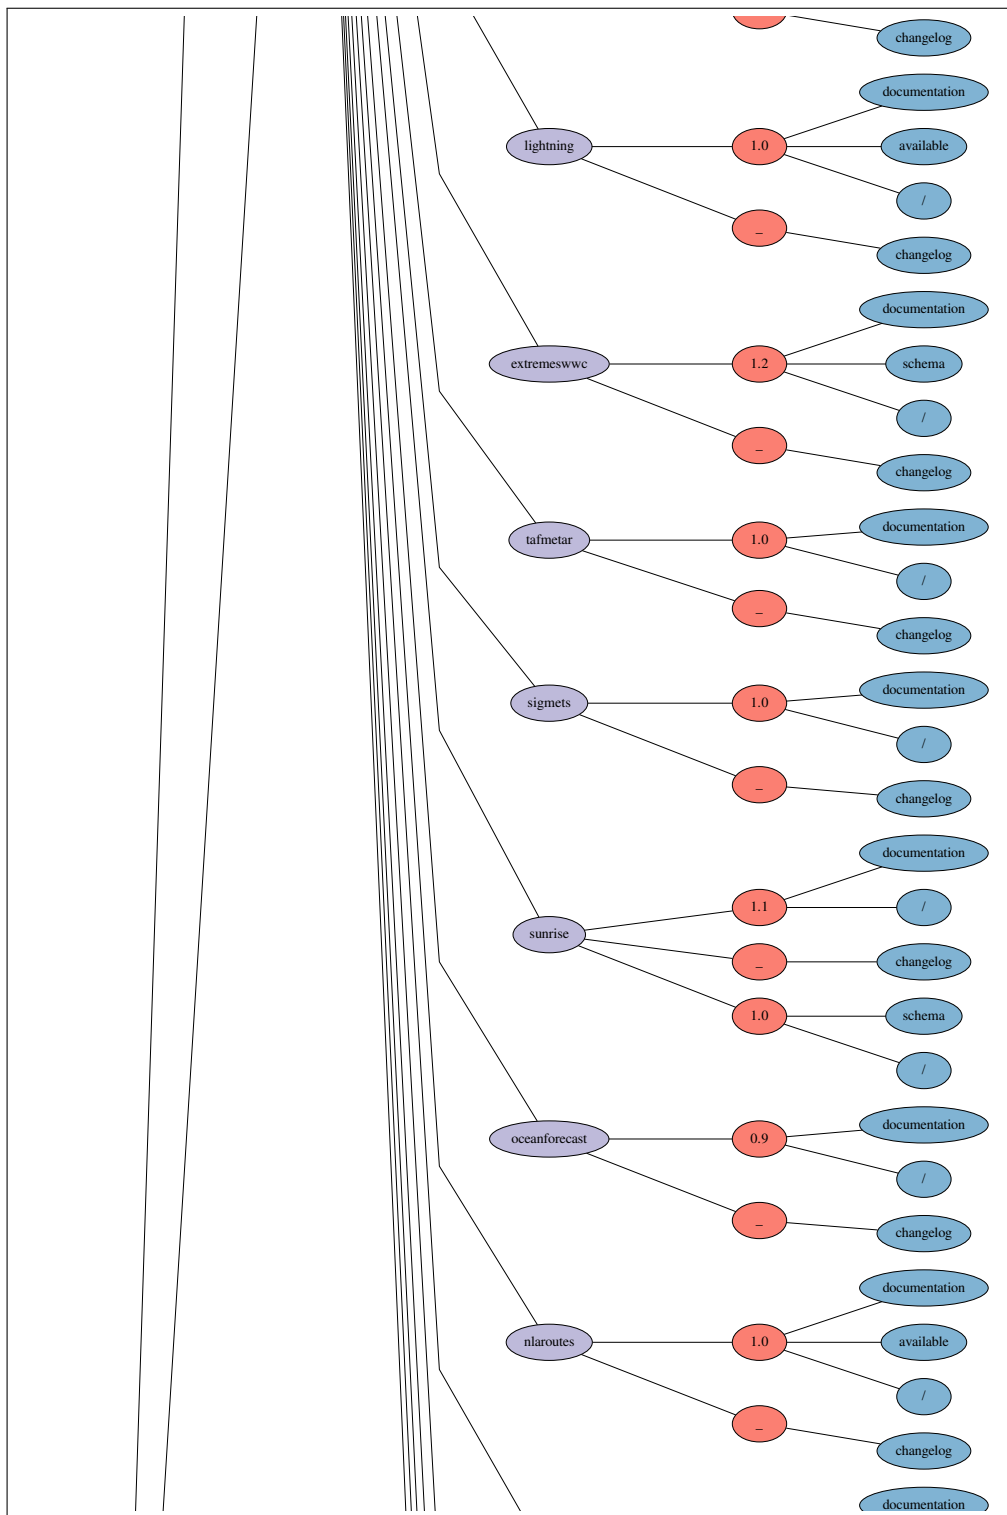 changelog
documentation
lightning 1.0 available
/
_
changelog
documentation
extremeswwc 1.2 schema
/
_
changelog
documentation
tafmetar 1.0
/
_
changelog
documentation
sigmets 1.0
/
_
changelog
documentation
1.1 /
sunrise
_ changelog
1.0 schema
/
documentation
oceanforecast 0.9
/
_
changelog
documentation
nlaroutes 1.0 available
/
_
changelog
documentation